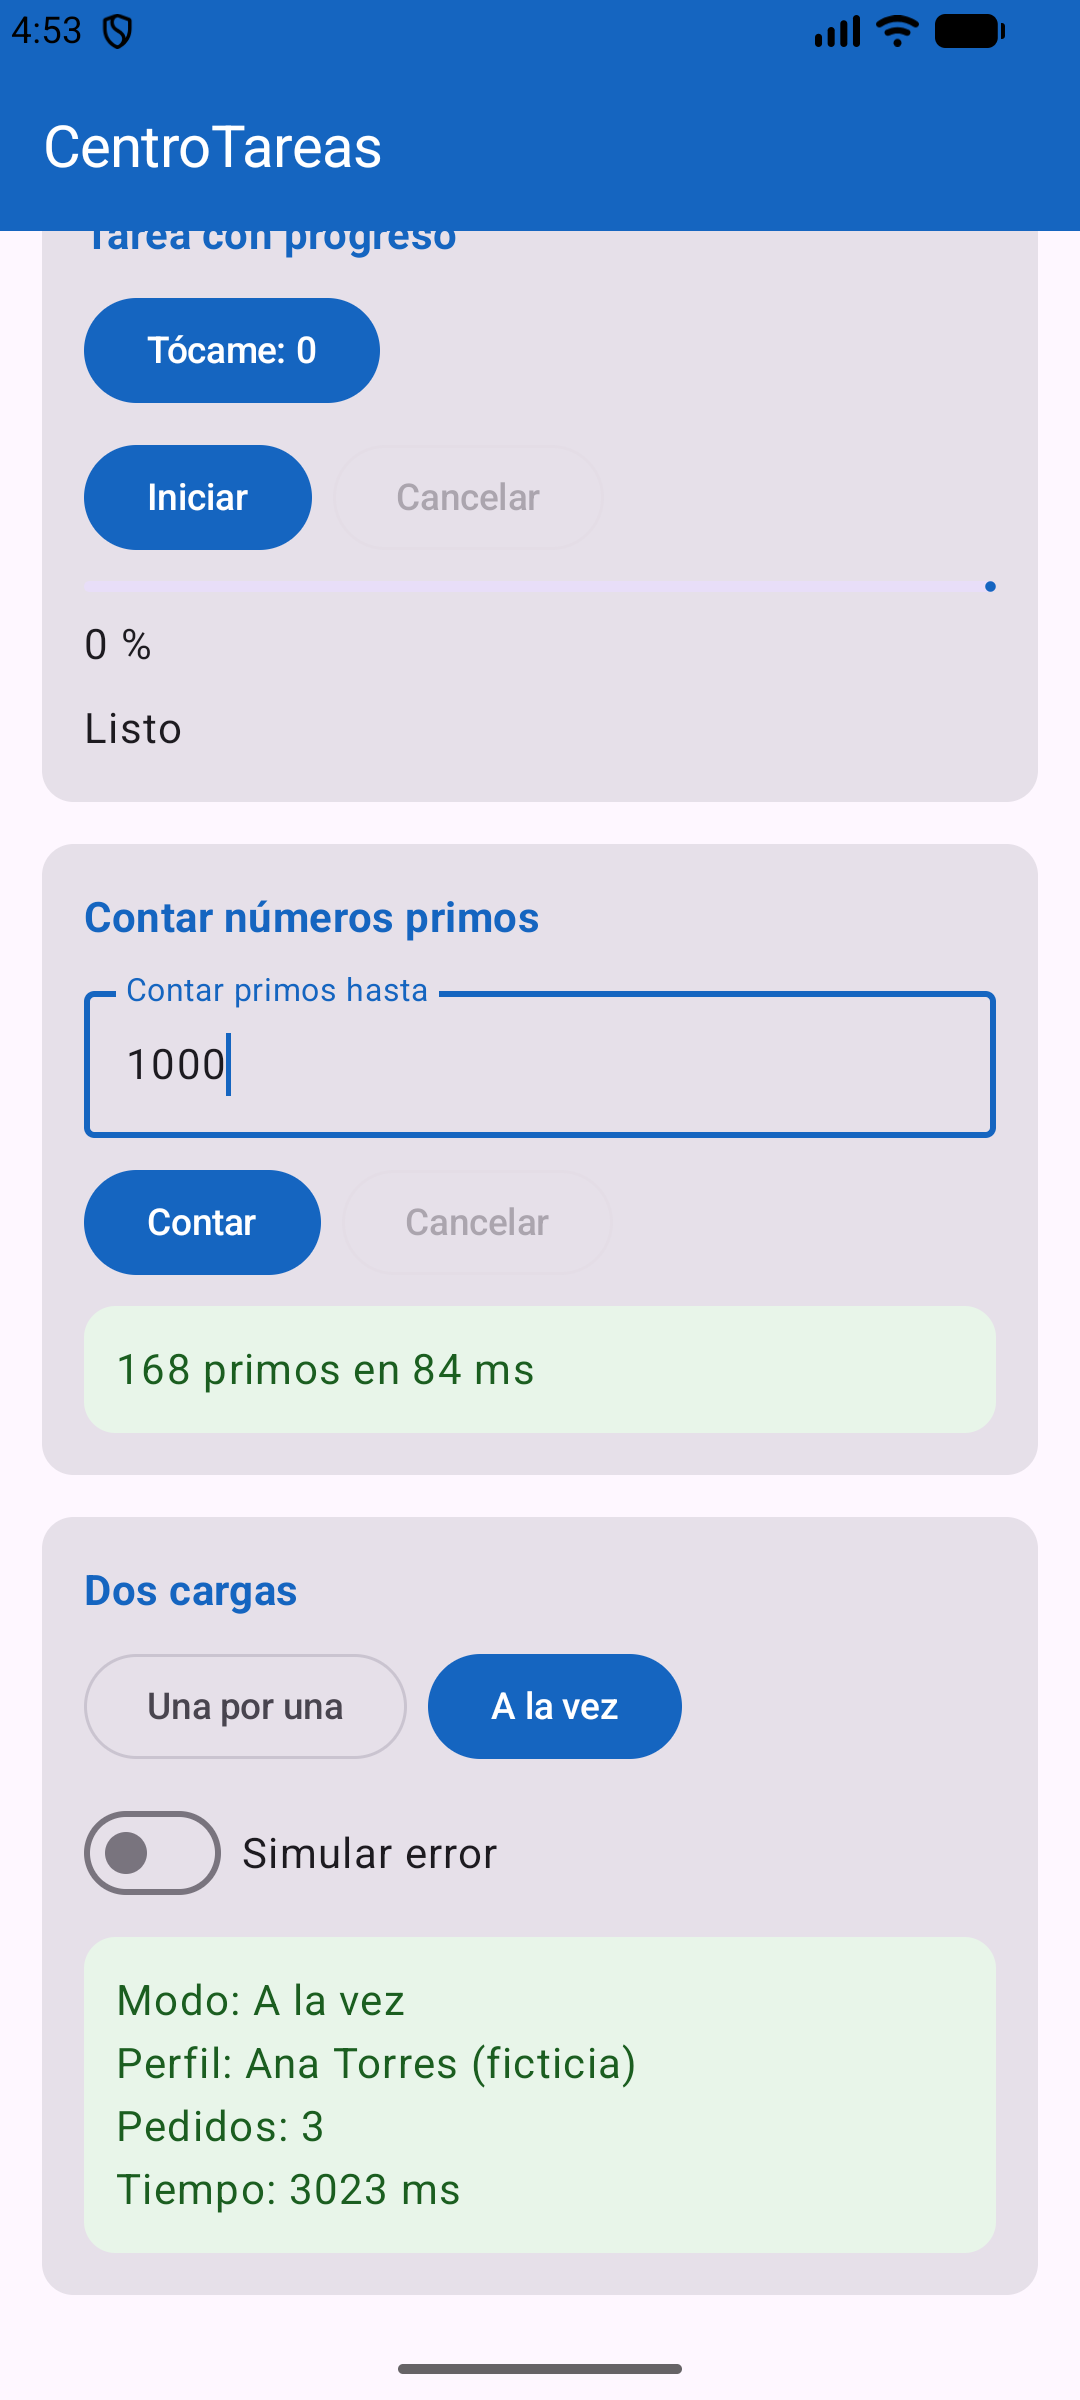 4:53
CentroTareas
Tarea con progreso
Tócame: 0
Iniciar
Cancelar
0 %
Listo
Contar números primos
Contar primos hasta
1000
Contar
Cancelar
168 primos en 84 ms
Dos cargas
Una por una
A la vez
Simular error
Modo: A la vez
Perfil: Ana Torres (ficticia)
Pedidos: 3
Tiempo: 3023 ms